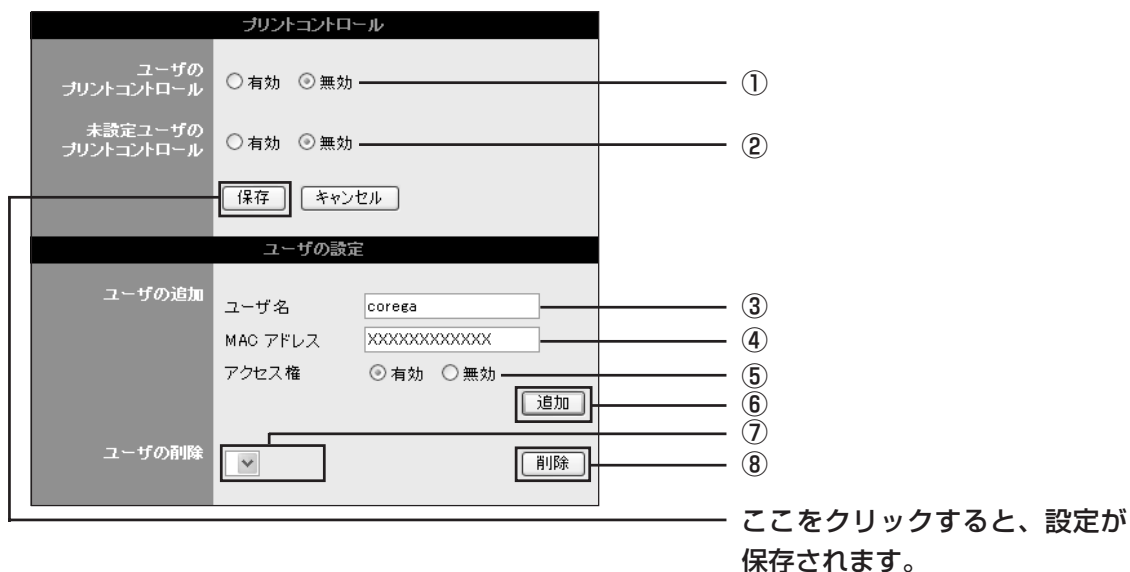 プリントコントロール
ユーザの
プリントコントロール
有効 無効
①
未設定ユーザの
プリントコントロール
有効 無効
②
保存 キャンセル
ユーザの設定
ユーザの追加
ユーザ名 corega
③
MAC アドレス XXXXXXXXXXXX
④
アクセス権 有効 無効
⑤
追加
⑥
⑦
ユーザの削除
削除
⑧
ここをクリックすると、設定が
保存されます。